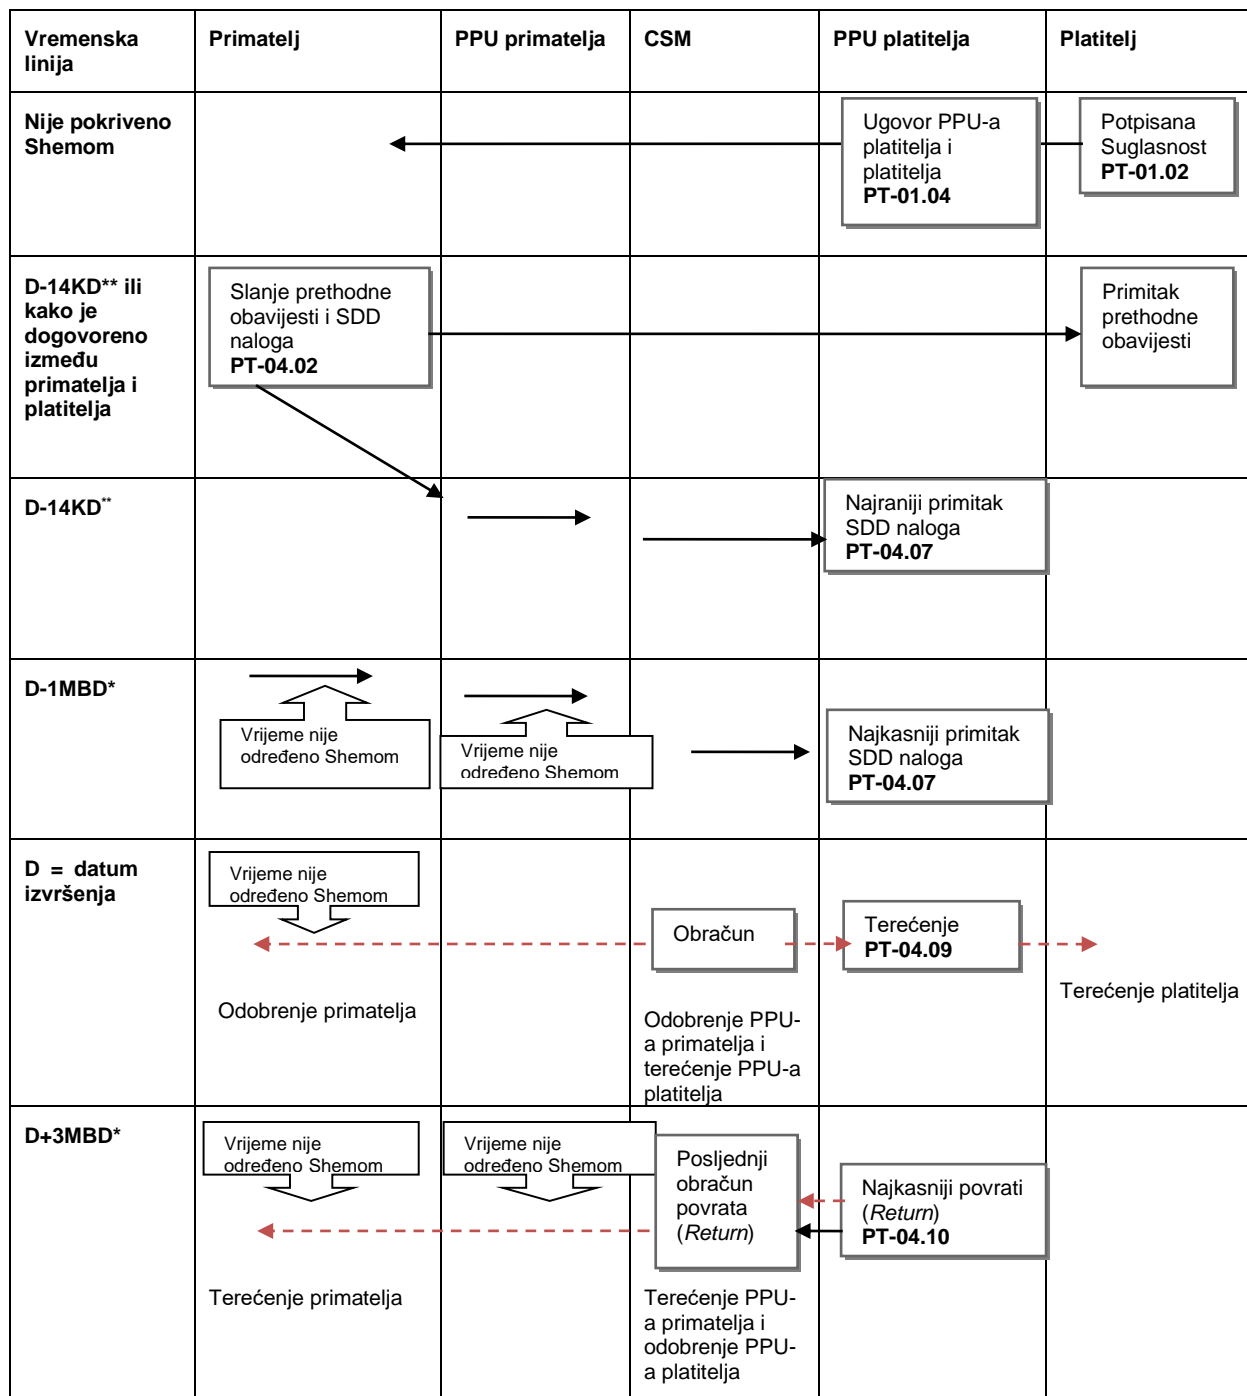 Vremenska
linija
Primatelj
PPU primatelja
CSM
PPU platitelja
Platitelj
Nije pokriveno
Shemom
Ugovor PPU-a
platitelja i
platitelja
PT-01.04
Potpisana
Suglasnost
PT-01.02
D-14KD** ili
kako je
dogovoreno
između
primatelja i
platitelja
Slanje prethodne
obavijesti i SDD
naloga
PT-04.02
Primitak
prethodne
obavijesti
D-14KD**
Najraniji primitak
SDD naloga
PT-04.07
D-1MBD*
Vrijeme nije
određeno Shemom
Vrijeme nije
određeno Shemom
Najkasniji primitak
SDD naloga
PT-04.07
D = datum
izvršenja
Vrijeme nije
određeno Shemom
Odobrenje primatelja
Obračun
Odobrenje PPU-
a primatelja i
terećenje PPU-a
platitelja
Terećenje
PT-04.09
Terećenje platitelja
D+3MBD*
Vrijeme nije
određeno Shemom
Terećenje primatelja
Vrijeme nije
određeno Shemom
Posljednji
obračun
povrata
(Return)
Terećenje PPU-
a primatelja i
odobrenje PPU-
a platitelja
Najkasniji povrati
(Return)
PT-04.10